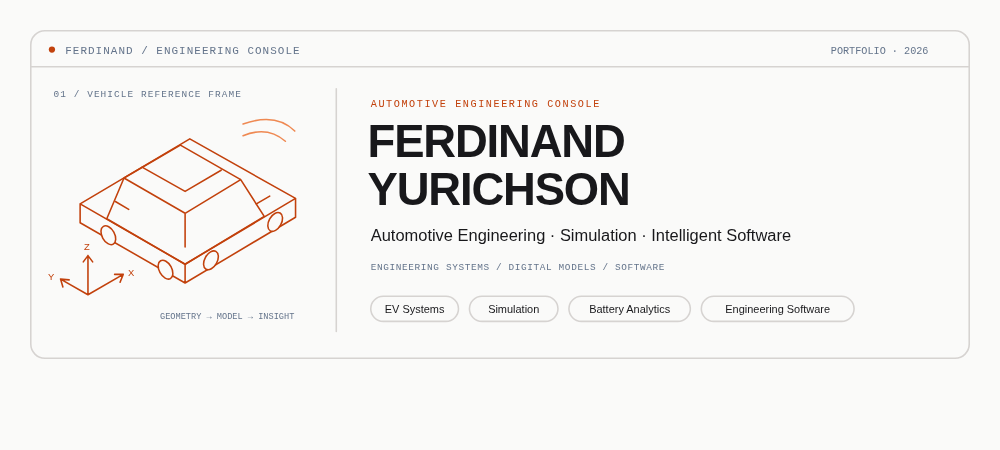 FERDINAND / ENGINEERING CONSOLE
PORTFOLIO · 2026
01 / VEHICLE REFERENCE FRAME
Z
Y
X
GEOMETRY → MODEL → INSIGHT
AUTOMOTIVE ENGINEERING CONSOLE
FERDINAND
YURICHSON
Automotive Engineering · Simulation · Intelligent Software
ENGINEERING SYSTEMS / DIGITAL MODELS / SOFTWARE
EV Systems
Simulation
Battery Analytics
Engineering Software